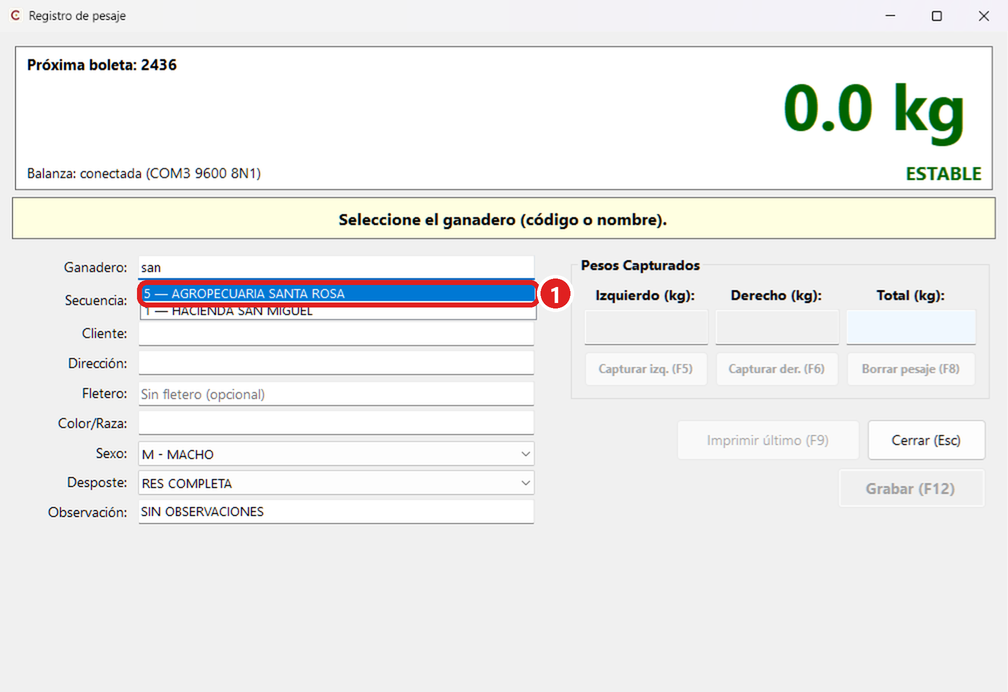 Registro de pesaje
Próxima boleta: 2436
0.0 kg
Balanza: conectada (COM3 9600 8N1)
ESTABLE
Seleccione el ganadero (código o nombre).
Ganadero: san
5 — AGROPECUARIA SANTA ROSA
1
Secuencia:
1 — HACIENDA SAN MIGUEL
Cliente:
Dirección:
Fletero: Sin fletero (opcional)
Color/Raza:
Sexo: M - MACHO
Desposte: RES COMPLETA
Observación: SIN OBSERVACIONES
Pesos Capturados
Izquierdo (kg): Derecho (kg): Total (kg):
Capturar izq. (F5) Capturar der. (F6) Borrar pesaje (F8)
Imprimir último (F9) Cerrar (Esc)
Grabar (F12)